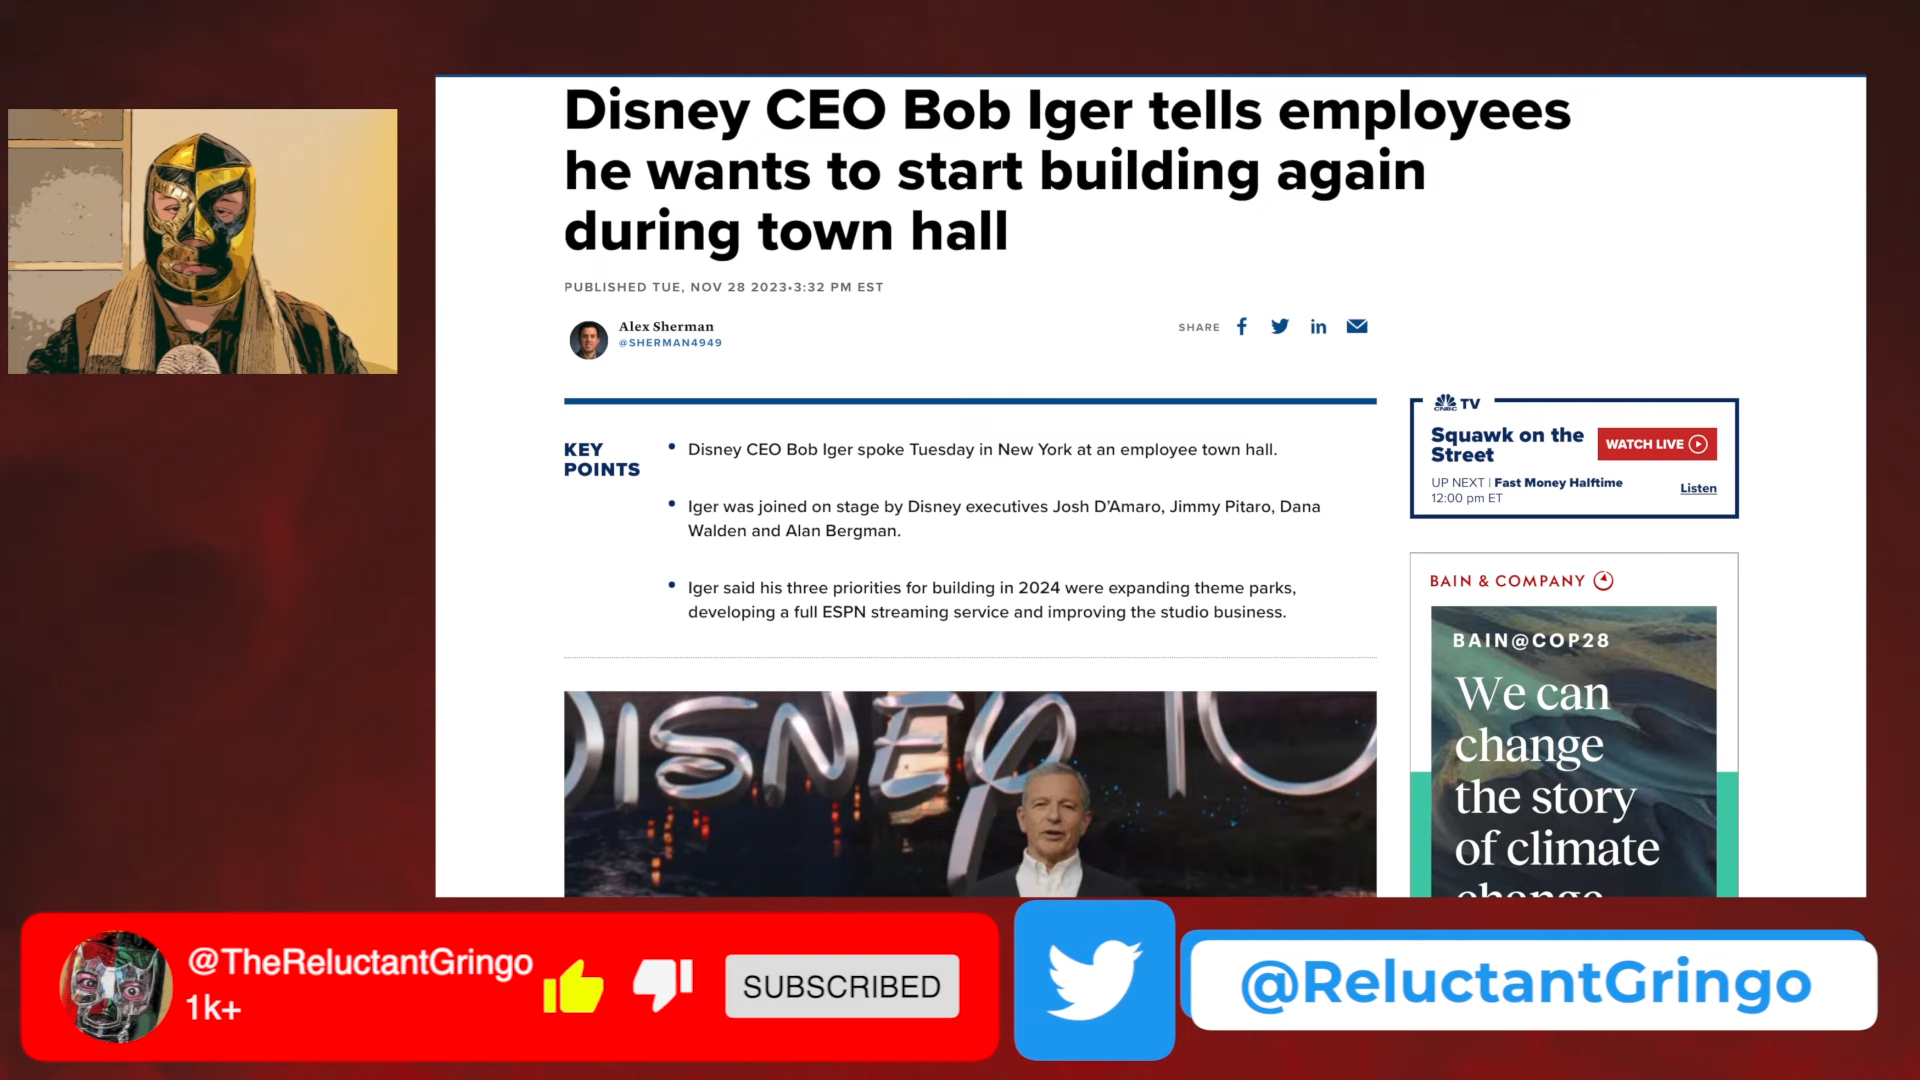 Disney CEO Bob Iger tells employees
he wants to start building again
during town hall
PUBLISHED TUE, NOV 28 2023•3:32 PM EST
Alex Sherman
@SHERMAN4949
SHARE
KEY
POINTS
Disney CEO Bob Iger spoke Tuesday in New York at an employee town hall.
Iger was joined on stage by Disney executives Josh D’Amaro, Jimmy Pitaro, Dana
Walden and Alan Bergman.
Iger said his three priorities for building in 2024 were expanding theme parks,
developing a full ESPN streaming service and improving the studio business.
DISNEY 10
CNBC TV
Squawk on the
Street
WATCH LIVE
UP NEXT | Fast Money Halftime
12:00 pm ET
Listen
BAIN & COMPANY
BAIN@COP28
We can
change
the story
of climate
change
@TheReluctantGringo
1k+
SUBSCRIBED
@ReluctantGringo